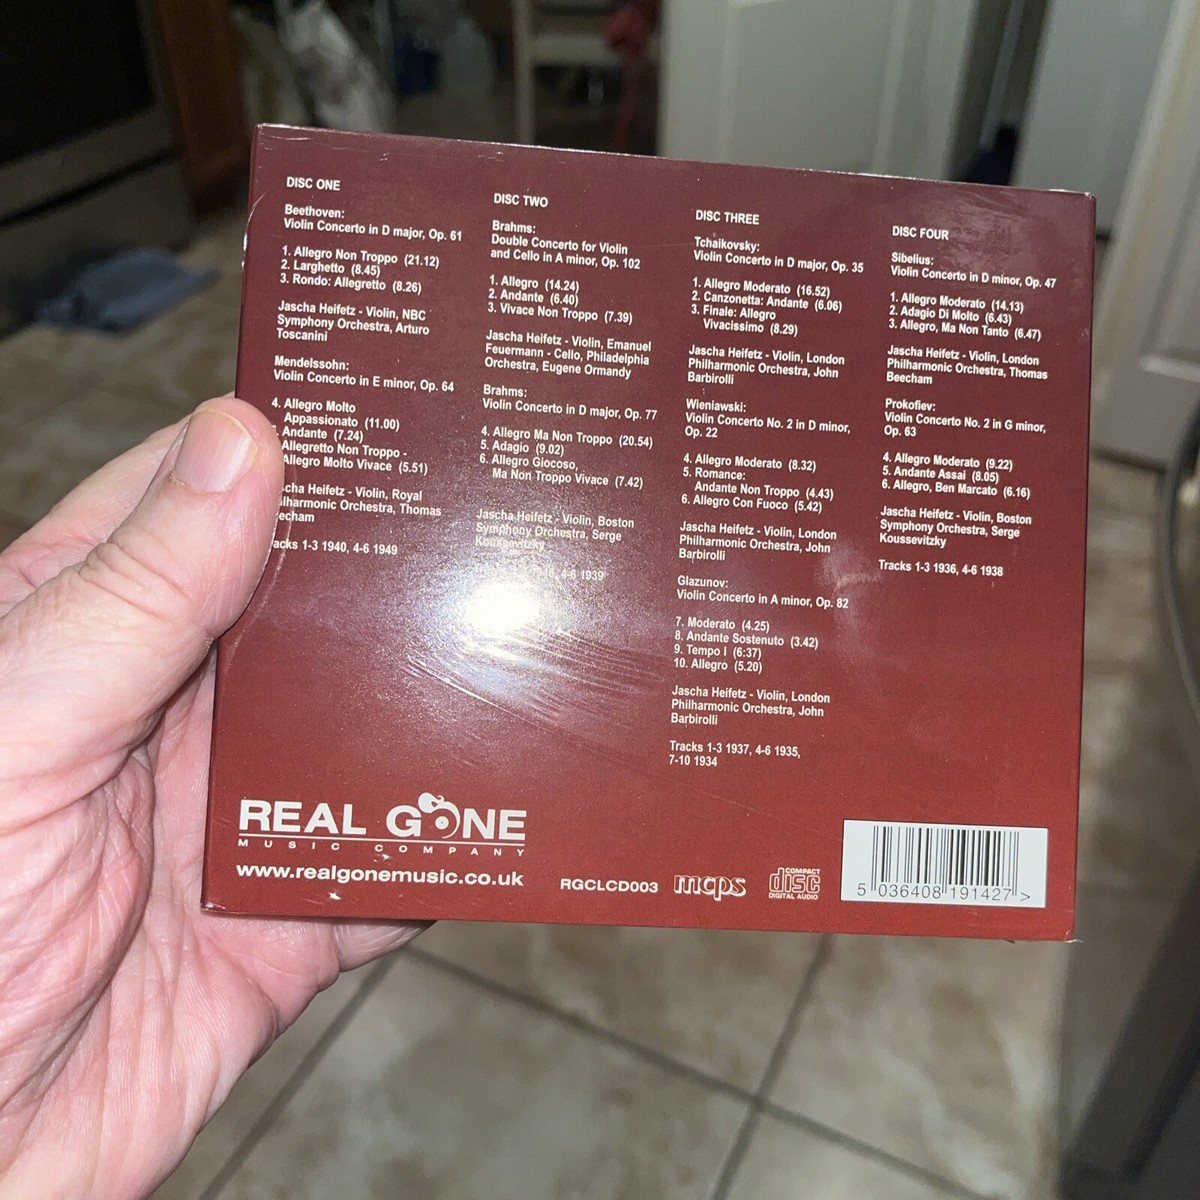 DISC ONE
Beethoven:
Violin Concerto in D major, Op. 61
1. Allegro Non Troppo (21.12)
2. Larghetto (8.45)
3. Rondo: Allegretto (8.26)
Jascha Heifetz - Violin, NBC
Symphony Orchestra, Arturo
Toscanini
Mendelssohn:
Violin Concerto in E minor, Op. 64
4. Allegro Molto
Appassionato (11.00)
Andante (7.24)
Allegretto Non Troppo -
Allegro Molto Vivace (5.51)
scha Heifetz - Violin, Royal
ilharmonic Orchestra, Thomas
eecham
acks 1-3 1940, 4-6 1949
DISC TWO
Brahms:
Double Concerto for Violin
and Cello in A minor, Op. 102
1. Allegro (14.24)
2. Andante (6.40)
3. Vivace Non Troppo (7.39)
Jascha Heifetz - Violin, Emanuel
Feuermann - Cello, Philadelphia
Orchestra, Eugene Ormandy
Brahms:
Violin Concerto in D major, Op. 77
4. Allegro Ma Non Troppo (20.54)
5. Adagio (9.02)
6. Allegro Giocoso,
Ma Non Troppo Vivace (7.42)
Jascha Heifetz - Violin, Boston
Symphony Orchestra, Serge
Koussevitzky
4-6 1939
DISC THREE
Tchaikovsky:
Violin Concerto in D major, Op. 35
1. Allegro Moderato (16.52)
2. Canzonetta: Andante (6.06)
3. Finale: Allegro
Vivacissimo (8.29)
Jascha Heifetz - Violin, London
Philharmonic Orchestra, John
Barbirolli
Wieniawski:
Violin Concerto No. 2 in D minor,
Op. 22
4. Allegro Moderato (8.32)
5. Romance:
Andante Non Troppo (4.43)
6. Allegro Con Fuoco (5.42)
Jascha Heifetz - Violin, London
Philharmonic Orchestra, John
Barbirolli
Glazunov:
Violin Concerto in A minor, Op. 82
7. Moderato (4.25)
8. Andante Sostenuto (3.42)
9. Tempo I (6:37)
10. Allegro (5.20)
Jascha Heifetz - Violin, London
Philharmonic Orchestra, John
Barbirolli
Tracks 1-3 1937, 4-6 1935,
7-10 1934
DISC FOUR
Sibelius:
Violin Concerto in D minor, Op. 47
1. Allegro Moderato (14.13)
2. Adagio Di Molto (6.43)
3. Allegro, Ma Non Tanto (6.47)
Jascha Heifetz - Violin, London
Philharmonic Orchestra, Thomas
Beecham
Prokofiev:
Violin Concerto No. 2 in G minor,
Op. 63
4. Allegro Moderato (9.22)
5. Andante Assai (8.05)
6. Allegro, Ben Marcato (6.16)
Jascha Heifetz - Violin, Boston
Symphony Orchestra, Serge
Koussevitzky
Tracks 1-3 1936, 4-6 1938
REAL GONE
MUSIC COMPANY
www.realgonemusic.co.uk
RGCLCD003
mcps
COMPACT
disc
DIGITAL AUDIO
5 036408 191427 >